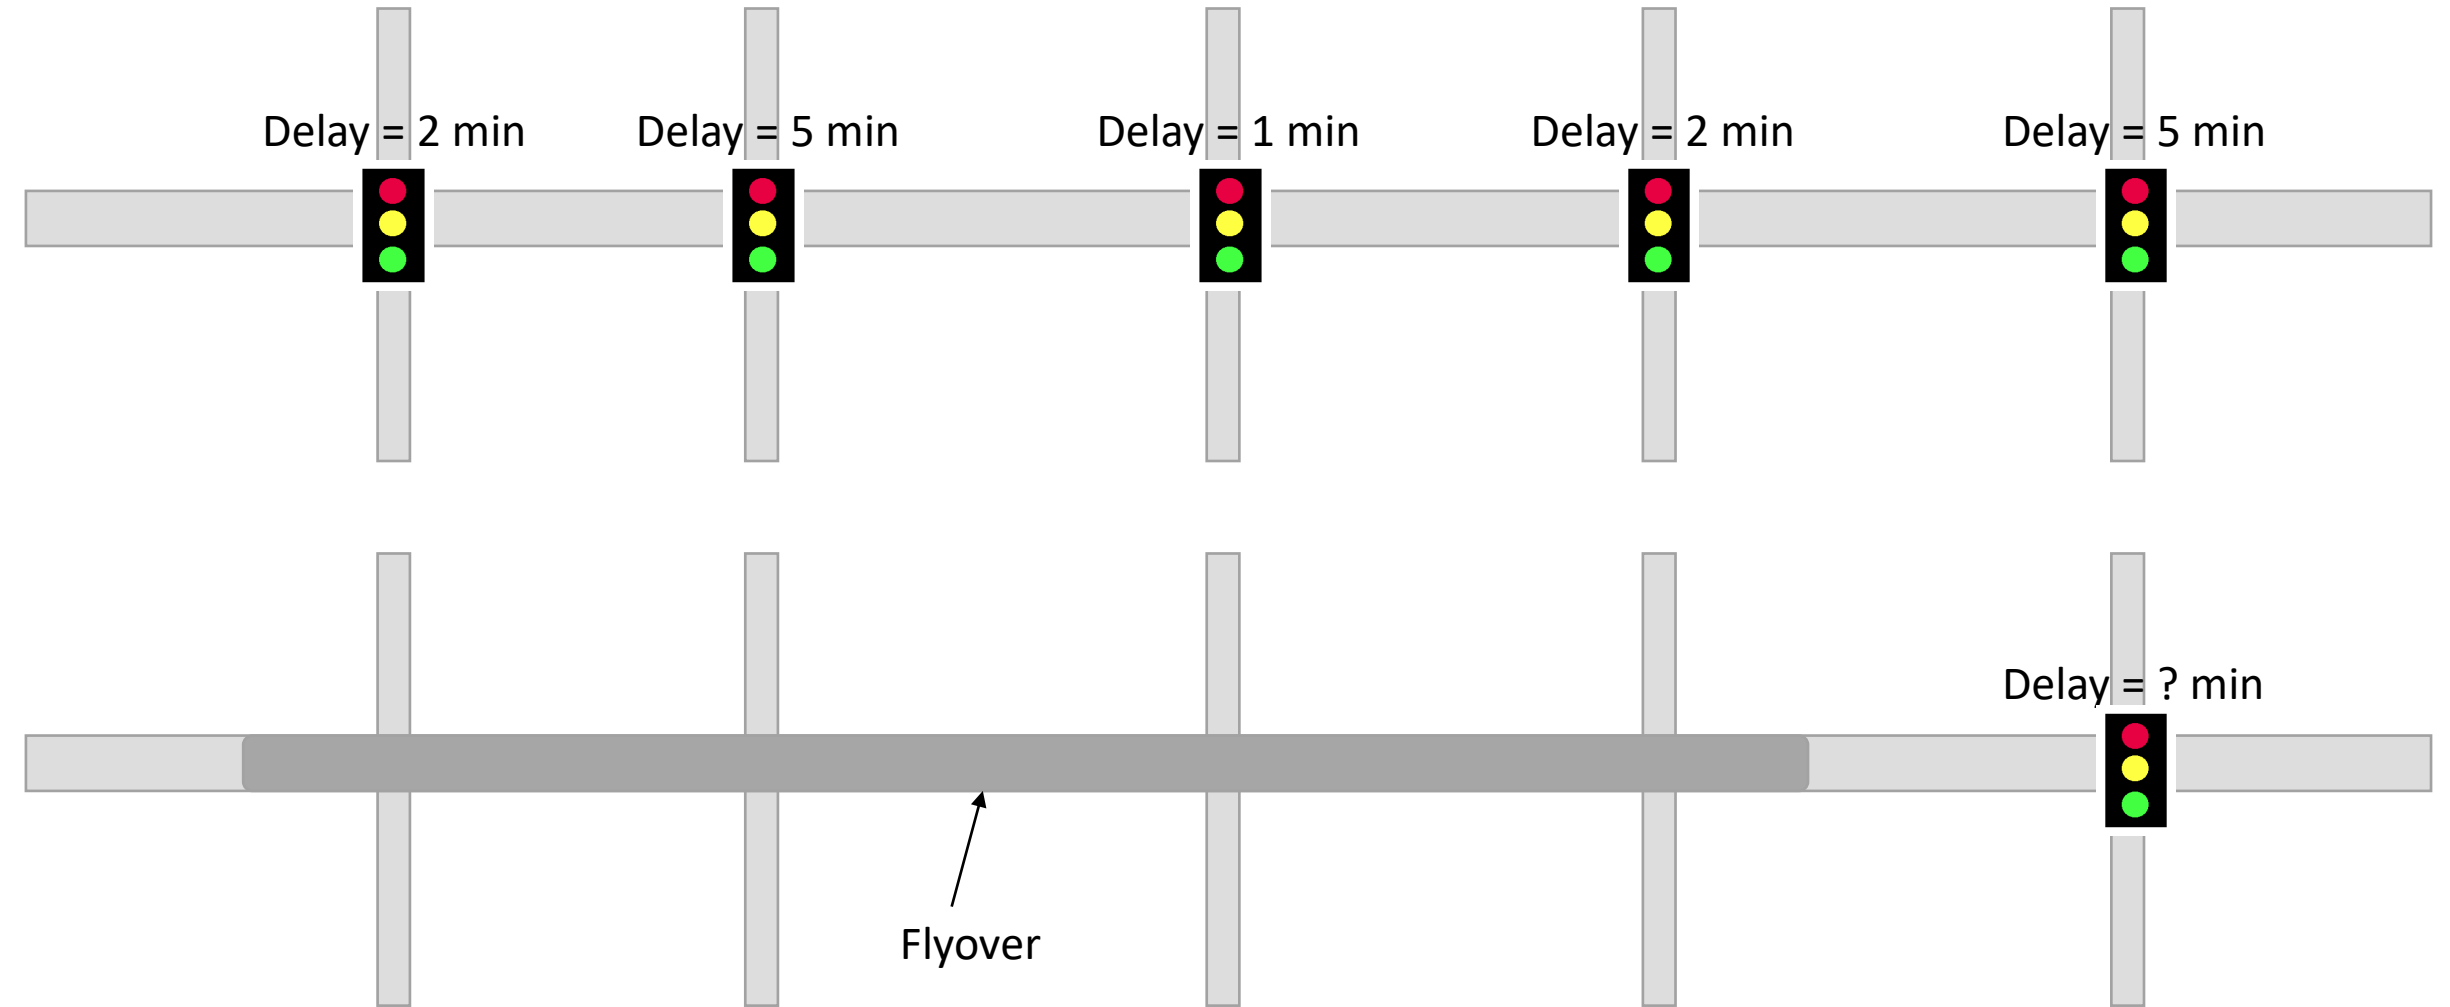 Delay = 2 min
Delay = 5 min
Delay = 1 min
Delay = 2 min
Delay = 5 min
Delay = ? min
Flyover